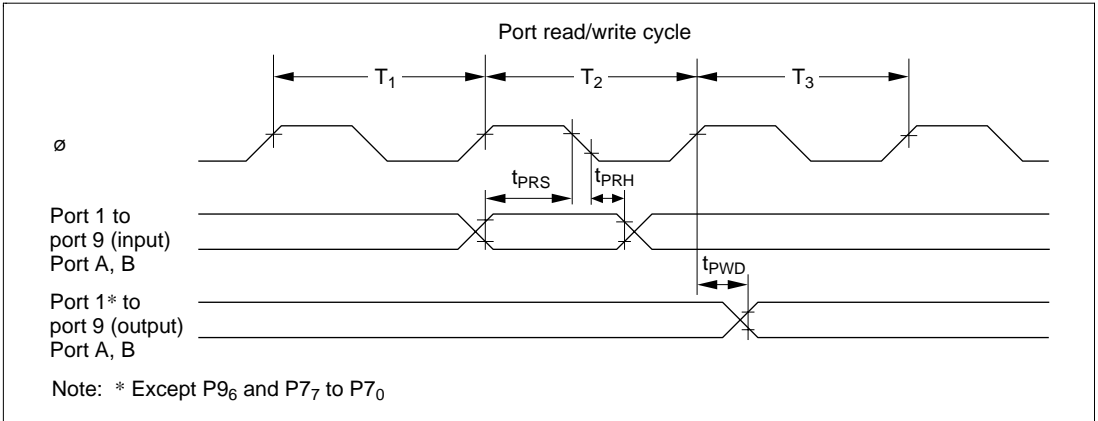 Port read/write cycle
T₁ T₂ T₃
ø
tPRS tPRH
Port 1 to
port 9 (input)
Port A, B
tPWD
Port 1* to
port 9 (output)
Port A, B
Note: * Except P9₆ and P7₇ to P7₀